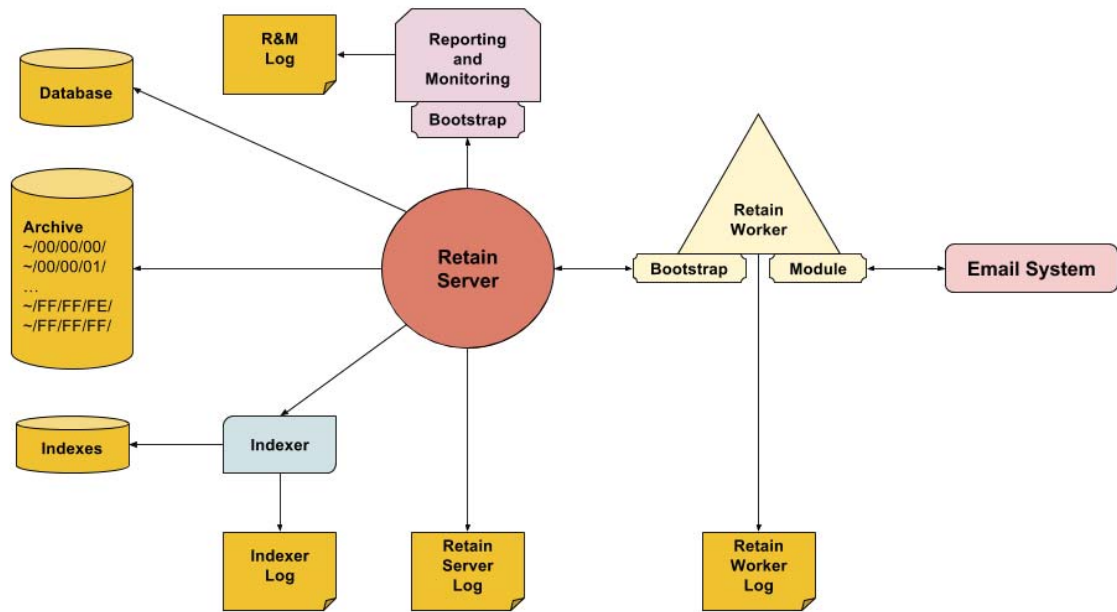 R&M
Log
Reporting
and
Monitoring
Bootstrap
Database
Archive
~/00/00/00/
~/00/00/01/
...
~/FF/FF/FE/
~/FF/FF/FF/
Retain
Server
Retain
Worker
Bootstrap
Module
Email System
Indexes
Indexer
Indexer
Log
Retain
Server
Log
Retain
Worker
Log